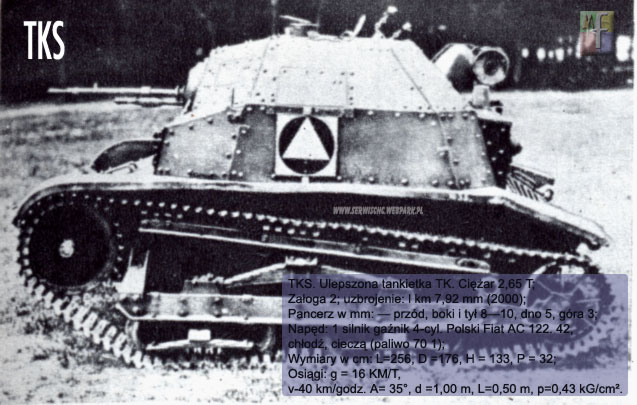 TKS
AF
WWW.SERWISCHC.WEBPARK.PL
TKS. Ulepszona tankietka TK. Ciężar 2,65 T;
Załoga 2; uzbrojenie: l km 7,92 mm (2000);
Pancerz w mm: — przód, boki i tył 8—10, dno 5, góra 3;
Napęd: 1 silnik gaźnik 4-cyl. Polski Fiat AC 122. 42,
chłodź, cieczą (paliwo 70 1);
Wymiary w cm: L=256, D =176, H = 133, P = 32;
Osiągi: g = 16 KM/T,
v-40 km/godz. A= 35°, d =1,00 m, L=0,50 m, p=0,43 kG/cm².